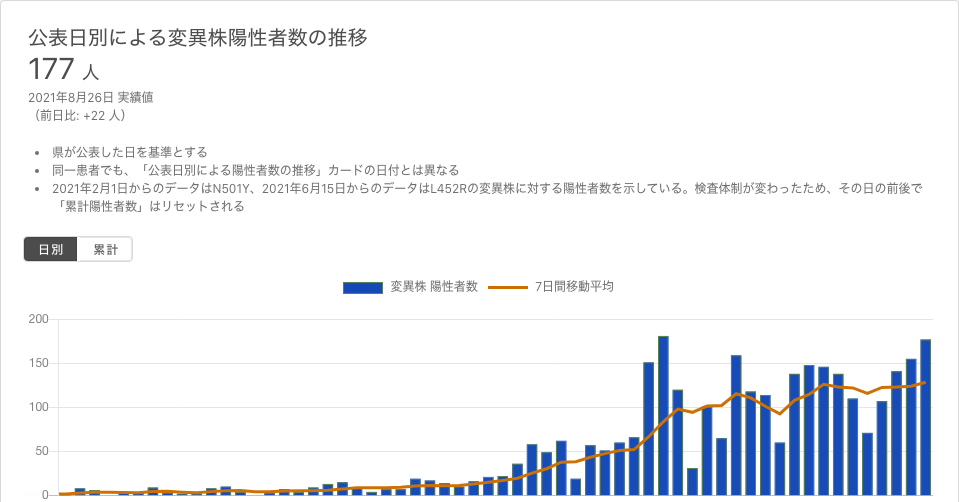 公表日別による変異株陽性者数の推移
177 人
2021年8月26日 実績値
（前日比: +22 人）
• 県が公表した日を基準とする
• 同一患者でも、「公表日別による陽性者数の推移」カードの日付とは異なる
• 2021年2月1日からのデータはN501Y、2021年6月15日からのデータはL452Rの変異株に対する陽性者数を示している。検査体制が変わったため、その日の前後で
「累計陽性者数」はリセットされる
日別 累計
変異株 陽性者数 7日間移動平均
200
150
100
50
0